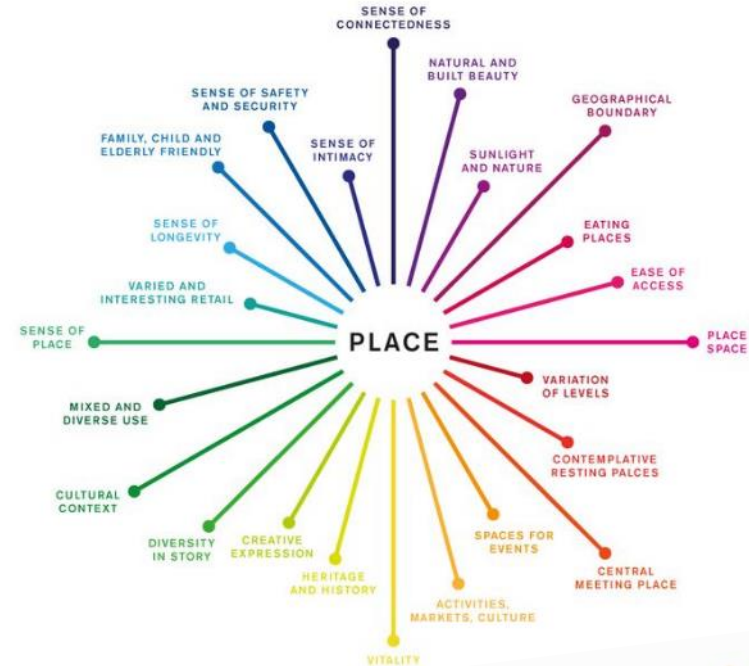 SENSE OF
CONNECTEDNESS
NATURAL AND
BUILT BEAUTY
GEOGRAPHICAL
BOUNDARY
SUNLIGHT
AND NATURE
EATING
PLACES
EASE OF
ACCESS
PLACE
SPACE
VARIATION
OF LEVELS
CONTEMPLATIVE
RESTING PALCES
CENTRAL
MEETING PLACE
SPACES FOR
EVENTS
ACTIVITIES,
MARKETS, CULTURE
VITALITY
HERITAGE
AND HISTORY
CREATIVE
EXPRESSION
DIVERSITY
IN STORY
CULTURAL
CONTEXT
MIXED AND
DIVERSE USE
SENSE OF
PLACE
VARIED AND
INTERESTING RETAIL
SENSE OF
LONGEVITY
FAMILY, CHILD AND
ELDERLY FRIENDLY
SENSE OF SAFETY
AND SECURITY
SENSE OF
INTIMACY
PLACE